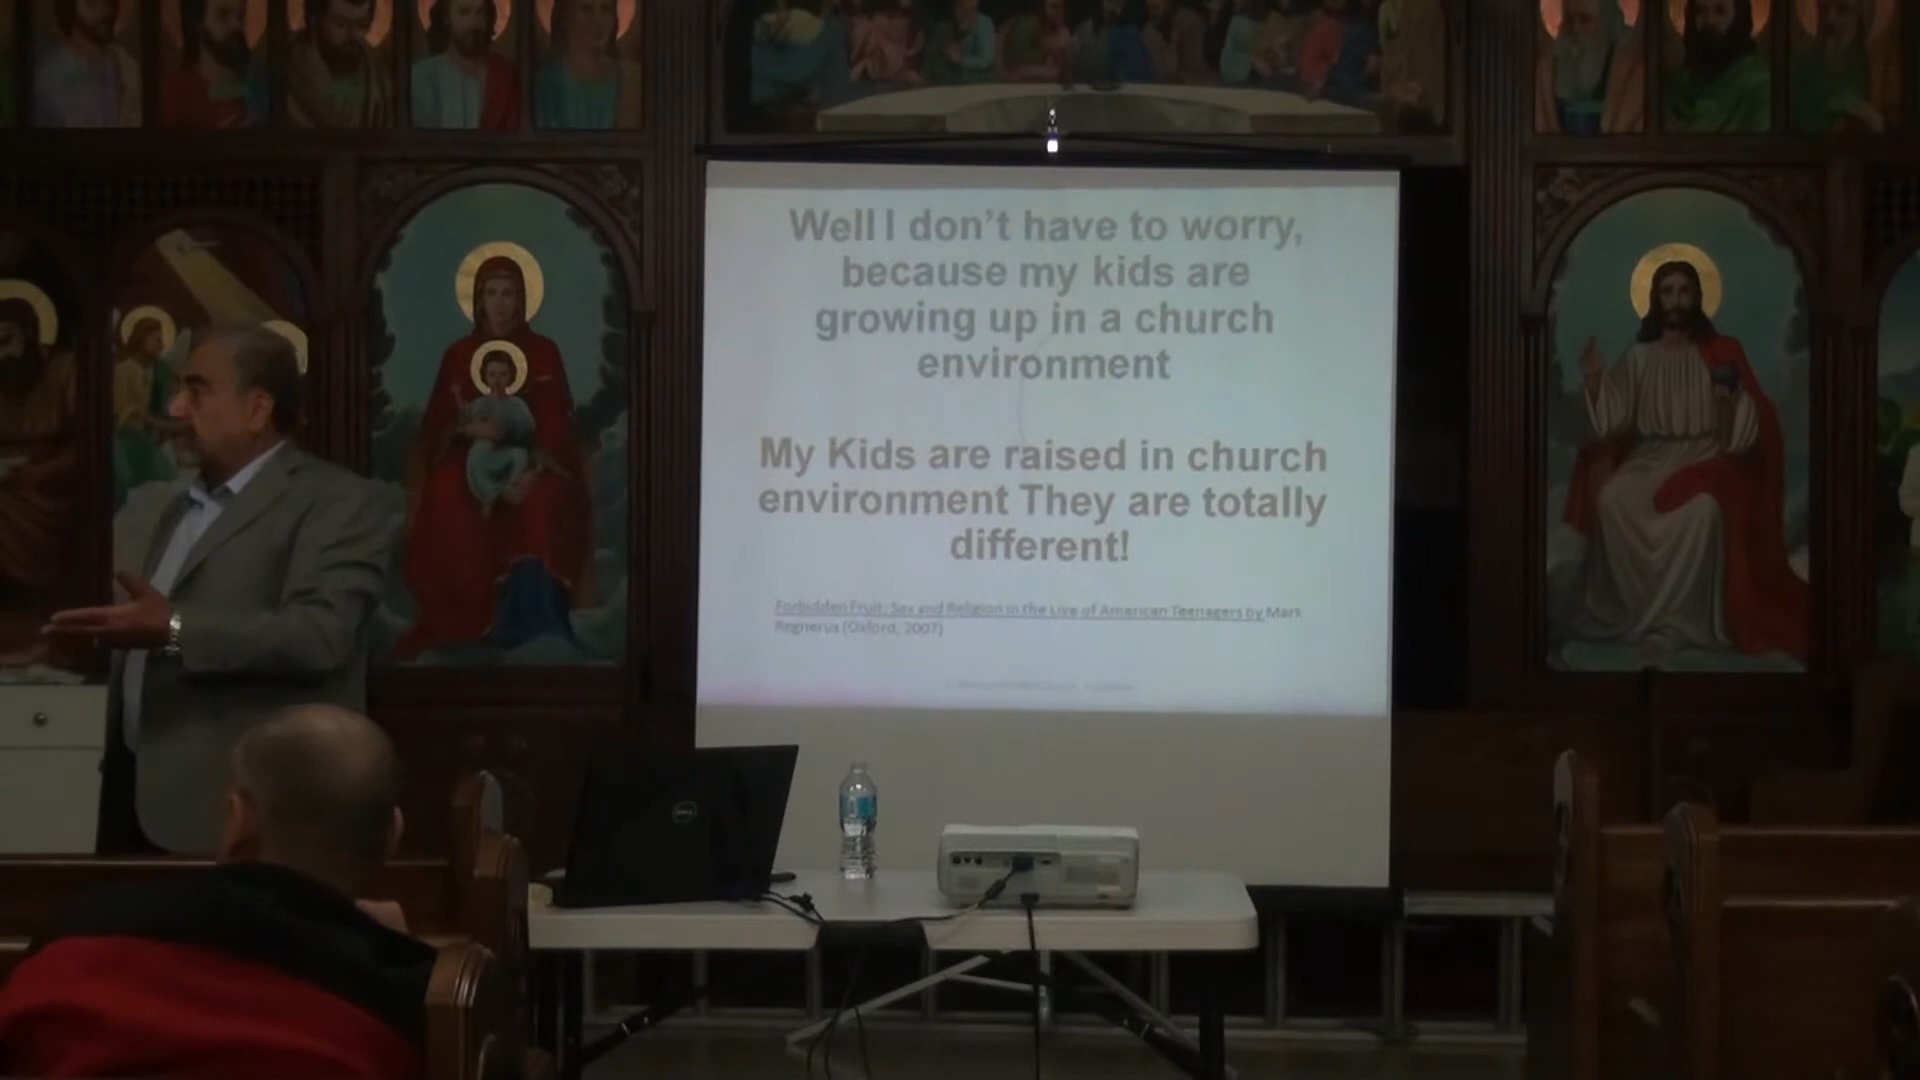 Well I don't have to worry,
because my kids are
growing up in a church
environment
My Kids are raised in church
environment They are totally
different!
Forbidden Fruit: Sex and Religion in the Live of American Teenagers by Mark
Regnerus (Oxford, 2007)
DELL